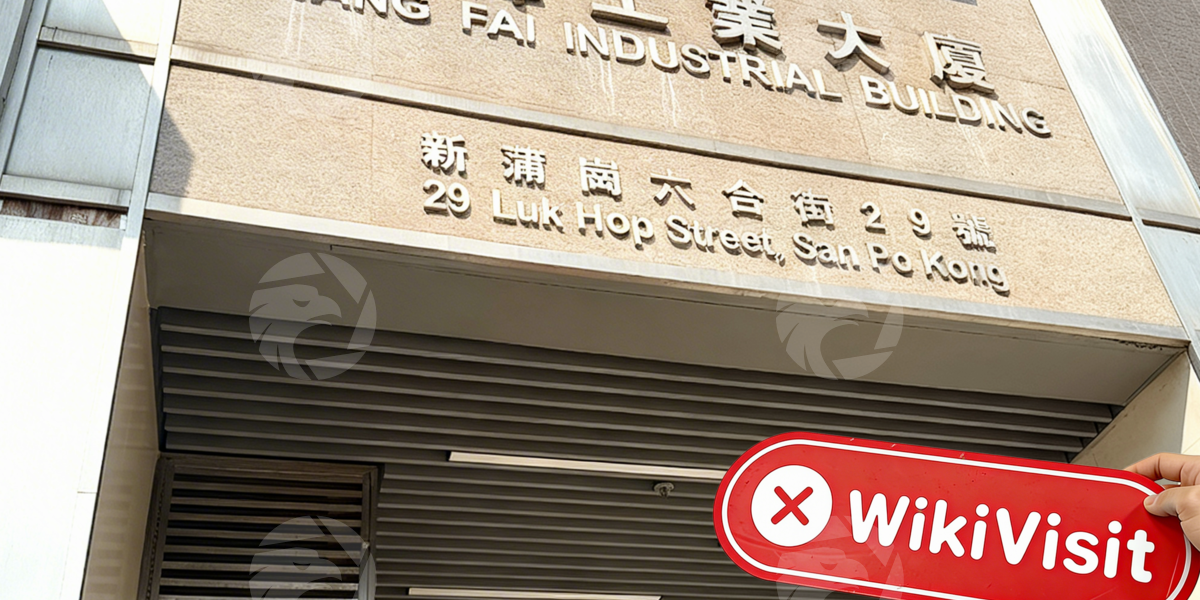 工業大廈
FAI INDUSTRIAL BUILDING
新蒲崗六合街29號
29 Luk Hop Street, San Po Kong
WikiVisit